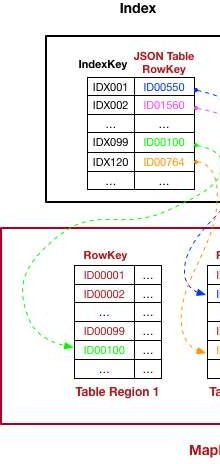 Index
IndexKey JSON Table
RowKey
IDX001 ID00550
IDX002 ID01560
... ...
IDX099 ID00100
IDX120 ID00764
... ...
RowKey
ID00001 ...
ID00002 ...
...
ID00099 ...
ID00100 ...
Table Region 1